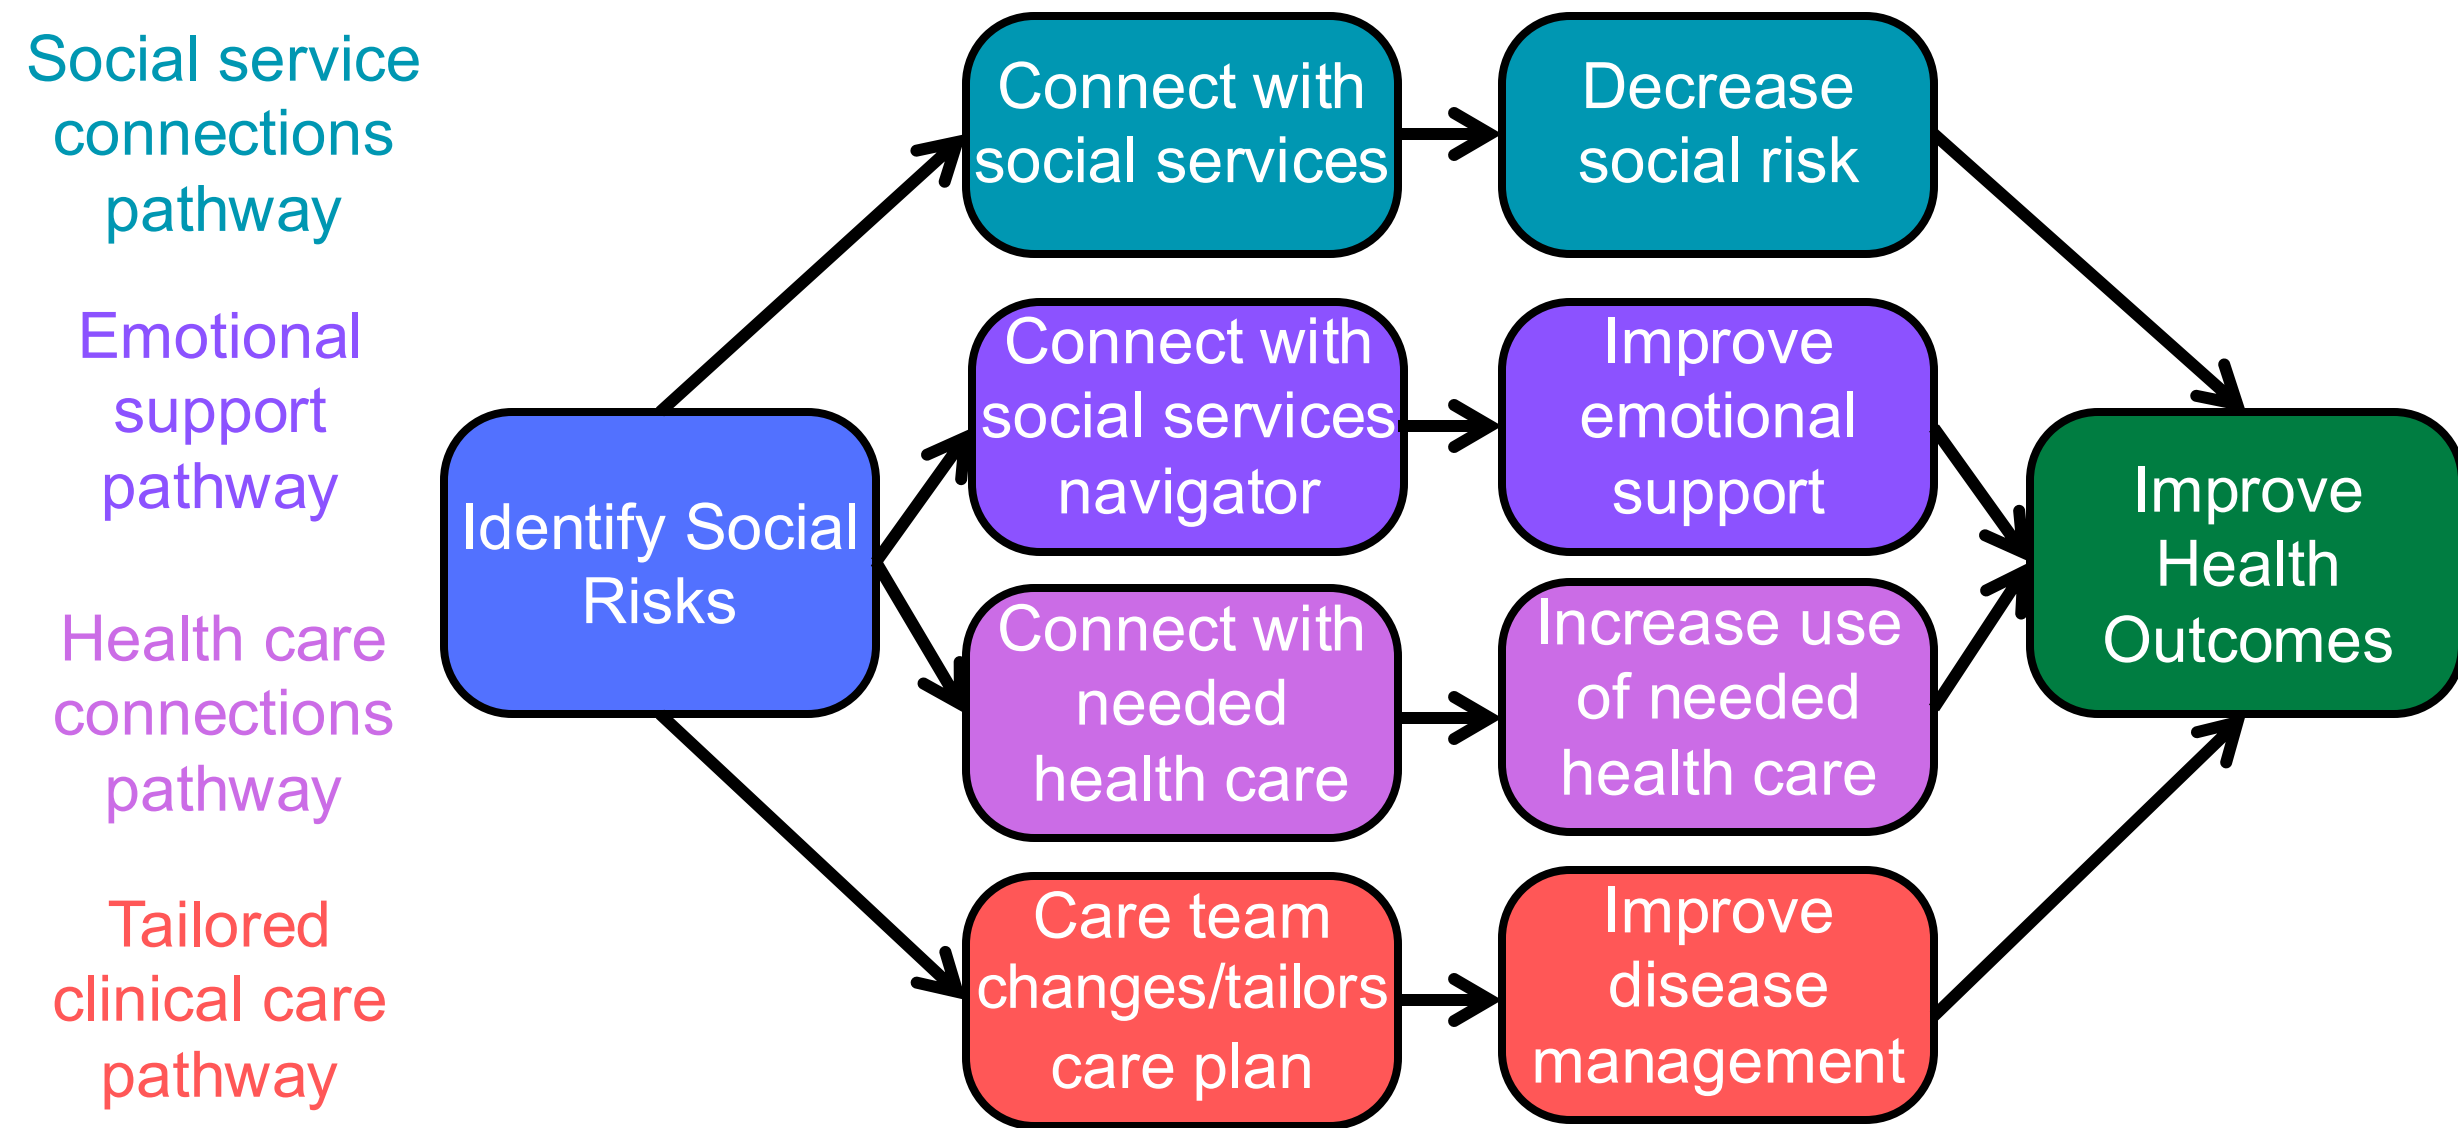 Social service
connections
pathway
Emotional
support
pathway
Health care
connections
pathway
Tailored
clinical care
pathway
Identify Social
Risks
Connect with
social services
Decrease
social risk
Connect with
social services
navigator
Improve
emotional
support
Connect with
needed
health care
Increase use
of needed
health care
Care team
changes/tailors
care plan
Improve
disease
management
Improve
Health
Outcomes